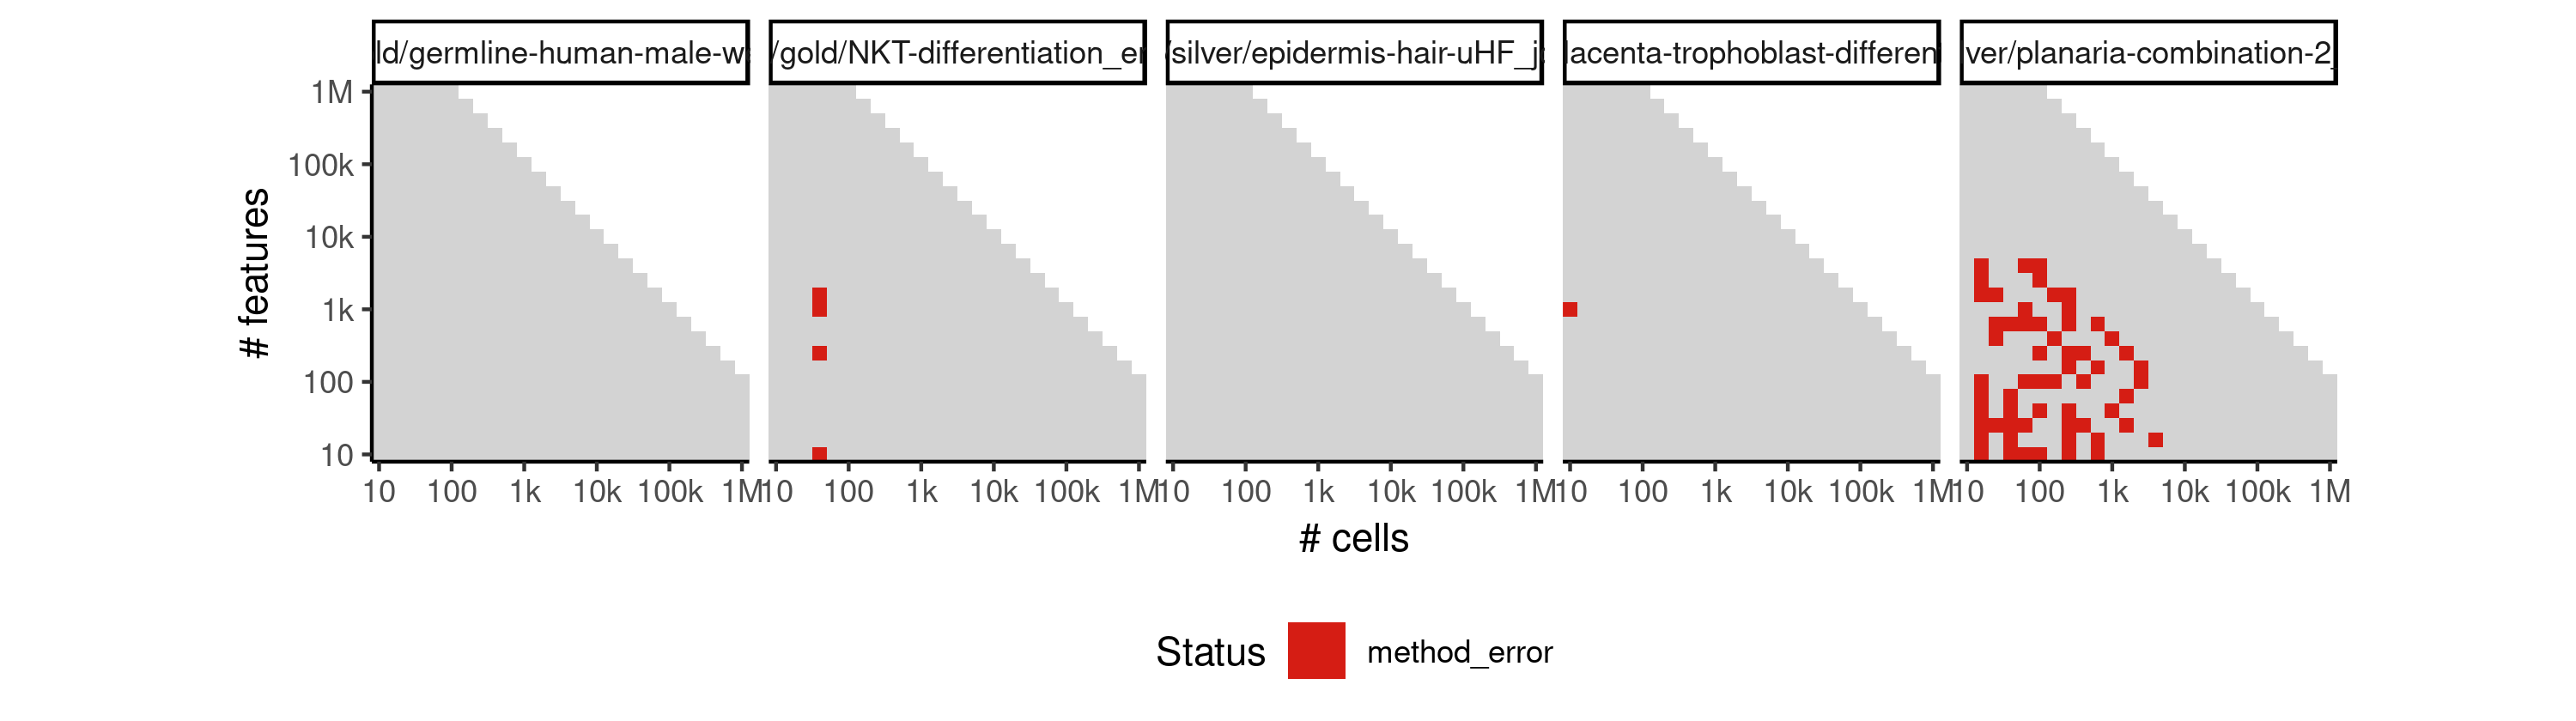 ld/germline-human-male-w
/gold/NKT-differentiation_e
/silver/epidermis-hair-uHF_j
lacenta-trophoblast-differen
ver/planaria-combination-2
# features
1M
100k
10k
1k
100
10
10 100 1k 10k 100k 1M
10 100 1k 10k 100k 1M
10 100 1k 10k 100k 1M
10 100 1k 10k 100k 1M
10 100 1k 10k 100k 1M
# cells
Status method_error